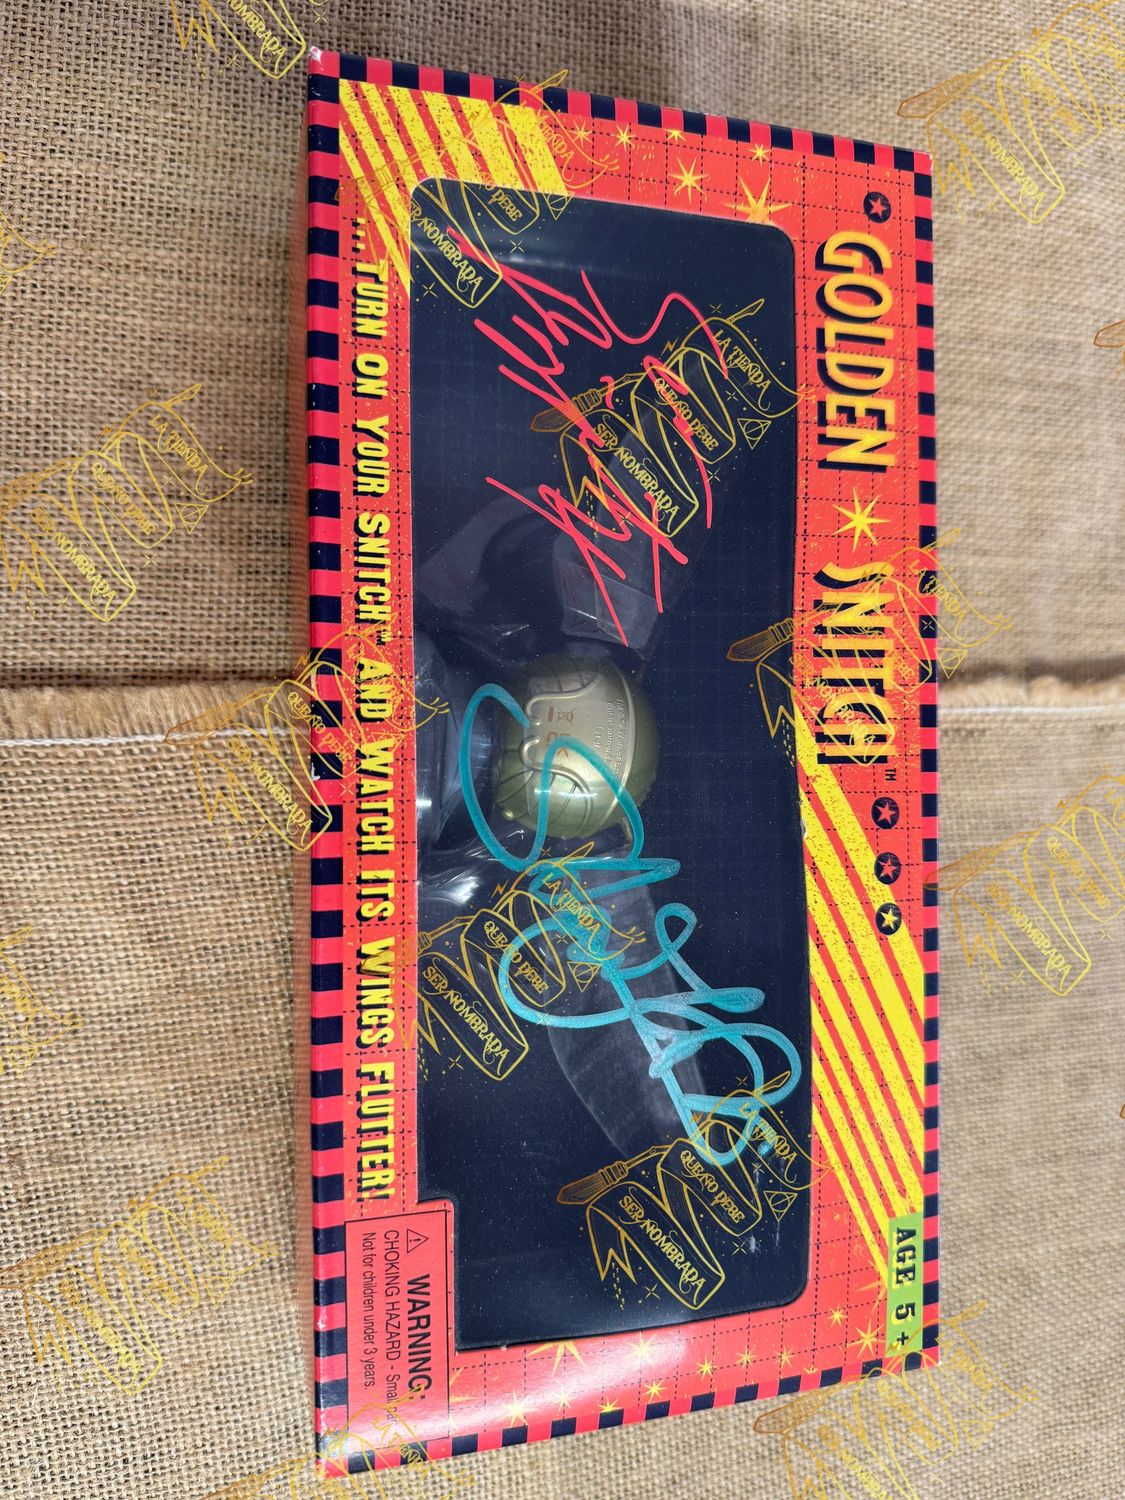 GOLDEN SNITCH™
AGE 5+
... TURN ON YOUR SNITCH™ AND WATCH ITS WINGS FLUTTER!
WARNING:
CHOKING HAZARD - Small
Not for children under 3 years.
LA TIENDA
QUE NO DEBE
SER NOMBRADA